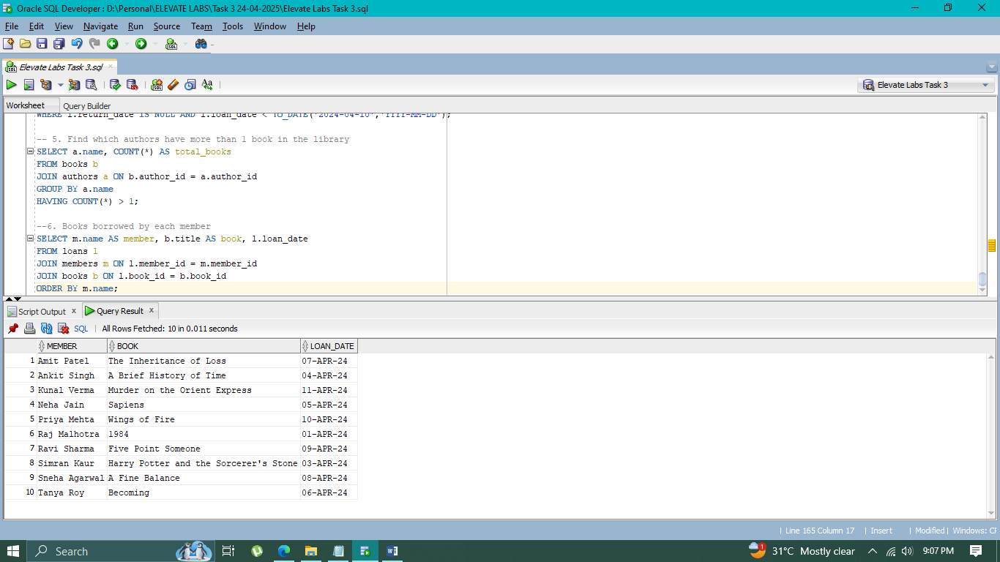 Oracle SQL Developer : D:\Personal\ELEVATE LABS\Task 3 24-04-2025\Elevate Labs Task 3.sql
File Edit View Navigate Run Source Team Tools Window Help
Elevate Labs Task 3.sql
Elevate Labs Task 3
Worksheet Query Builder
WHERE l.return_date IS NULL AND l.loan_date < TO_DATE('2024-04-10','YYYY-MM-DD');
-- 5. Find which authors have more than 1 book in the library
SELECT a.name, COUNT(*) AS total_books
FROM books b
JOIN authors a ON b.author_id = a.author_id
GROUP BY a.name
HAVING COUNT(*) > 1;
--6. Books borrowed by each member
SELECT m.name AS member, b.title AS book, l.loan_date
FROM loans l
JOIN members m ON l.member_id = m.member_id
JOIN books b ON l.book_id = b.book_id
ORDER BY m.name;
Script Output x Query Result x
SQL | All Rows Fetched: 10 in 0.011 seconds
MEMBER BOOK LOAN_DATE
1 Amit Patel The Inheritance of Loss 07-APR-24
2 Ankit Singh A Brief History of Time 04-APR-24
3 Kunal Verma Murder on the Orient Express 11-APR-24
4 Neha Jain Sapiens 05-APR-24
5 Priya Mehta Wings of Fire 10-APR-24
6 Raj Malhotra 1984 01-APR-24
7 Ravi Sharma Five Point Someone 09-APR-24
8 Simran Kaur Harry Potter and the Sorcerer's Stone 03-APR-24
9 Sneha Agarwal A Fine Balance 08-APR-24
10 Tanya Roy Becoming 06-APR-24
| Line 165 Column 17 | Insert | Modified | Windows: CF
Search 1 31°C Mostly clear 9:07 PM